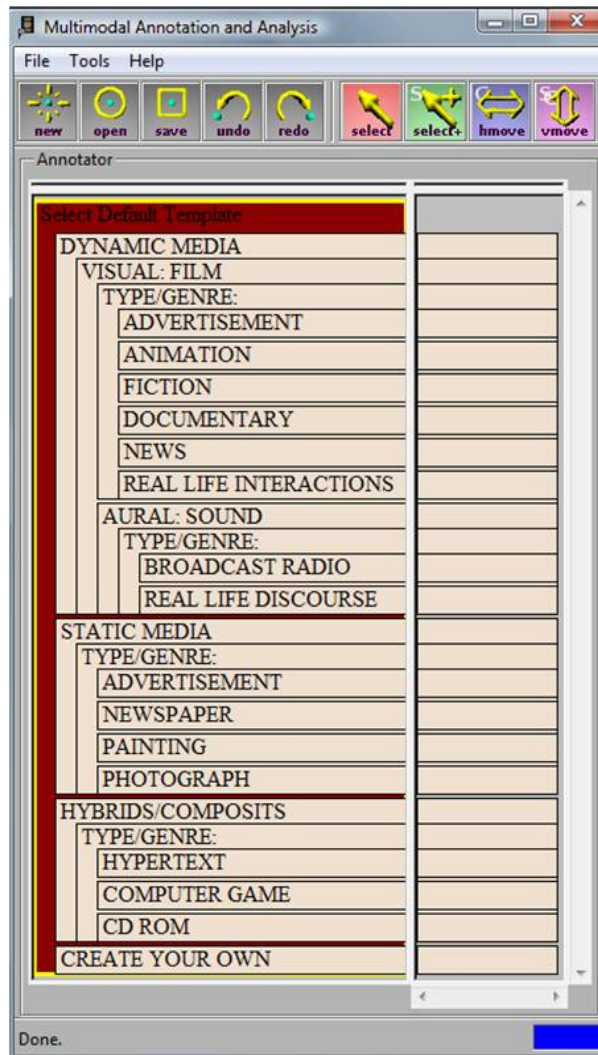 Multimodal Annotation and Analysis
File Tools Help
new open save undo redo select S select+ C hmove SC vmove
Annotator
Select Default Template
DYNAMIC MEDIA
VISUAL: FILM
TYPE/GENRE:
ADVERTISEMENT
ANIMATION
FICTION
DOCUMENTARY
NEWS
REAL LIFE INTERACTIONS
AURAL: SOUND
TYPE/GENRE:
BROADCAST RADIO
REAL LIFE DISCOURSE
STATIC MEDIA
TYPE/GENRE:
ADVERTISEMENT
NEWSPAPER
PAINTING
PHOTOGRAPH
HYBRIDS/COMPOSITS
TYPE/GENRE:
HYPERTEXT
COMPUTER GAME
CD ROM
CREATE YOUR OWN
Done.